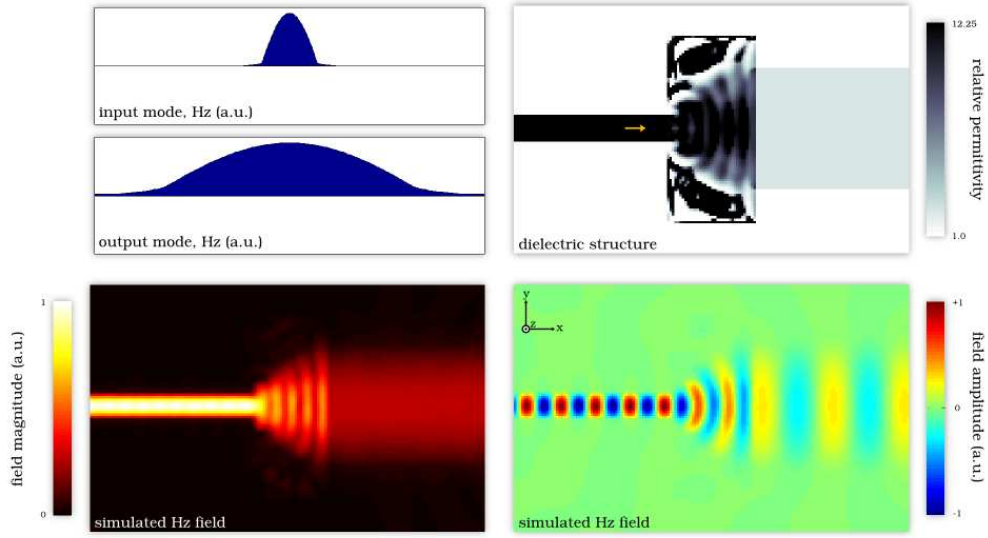 input mode, Hz (a.u.)
output mode, Hz (a.u.)
dielectric structure
12.25
relative permittivity
1.0
field magnitude (a.u.)
1
0
simulated Hz field
y
z
x
simulated Hz field
+1
0
-1
field amplitude (a.u.)